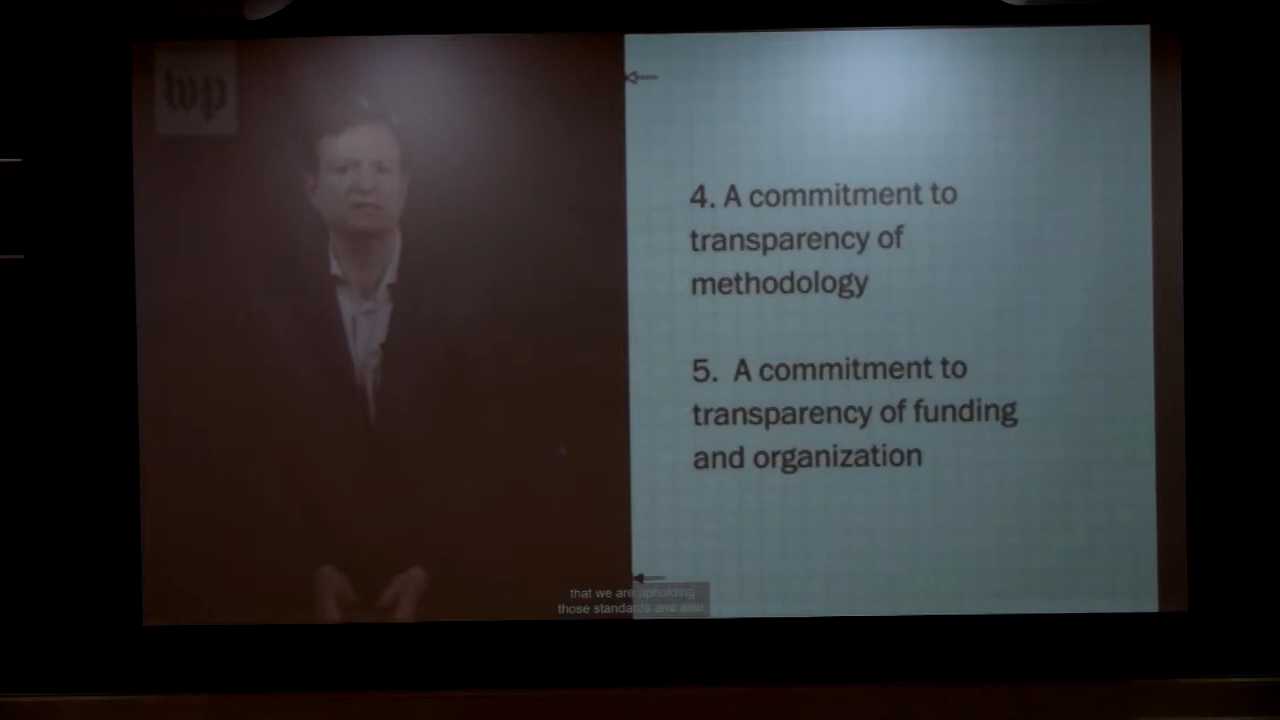 wp
4. A commitment to
transparency of
methodology
5. A commitment to
transparency of funding
and organization
that we are upholding
those standards and also